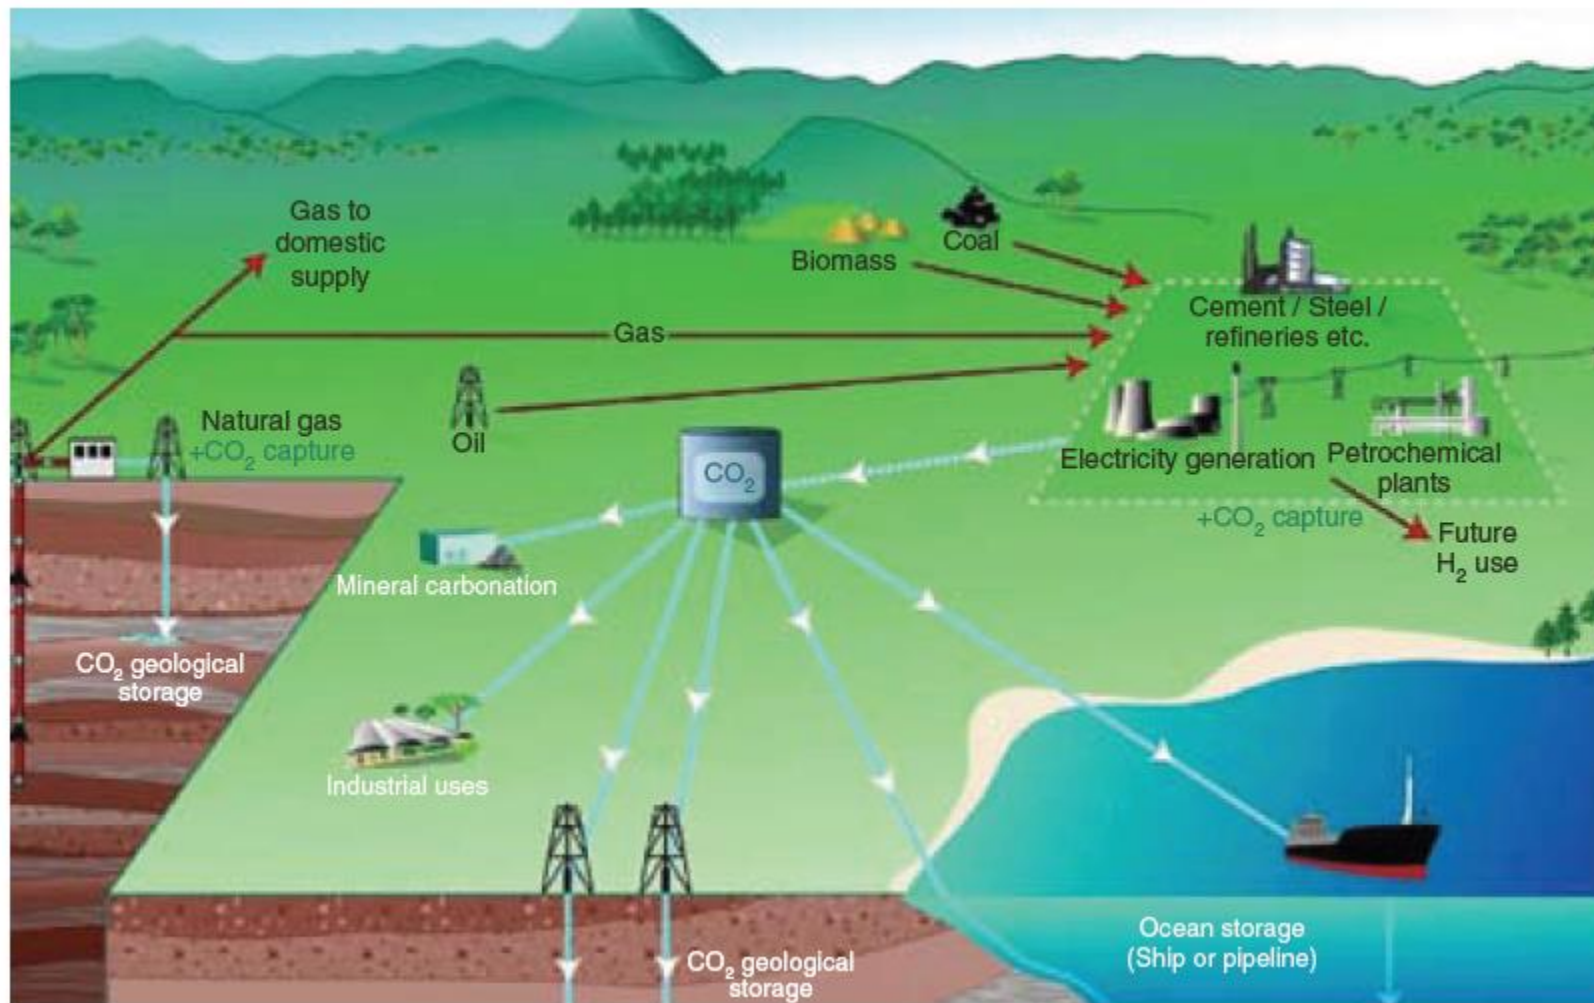 Gas to
domestic
supply
Coal
Biomass
Cement / Steel /
refineries etc.
Gas
Natural gas
+CO₂ capture
Oil
CO₂
Electricity generation
Petrochemical
plants
+CO₂ capture
Future
H₂ use
Mineral carbonation
CO₂ geological
storage
Industrial uses
Ocean storage
(Ship or pipeline)
CO₂ geological
storage